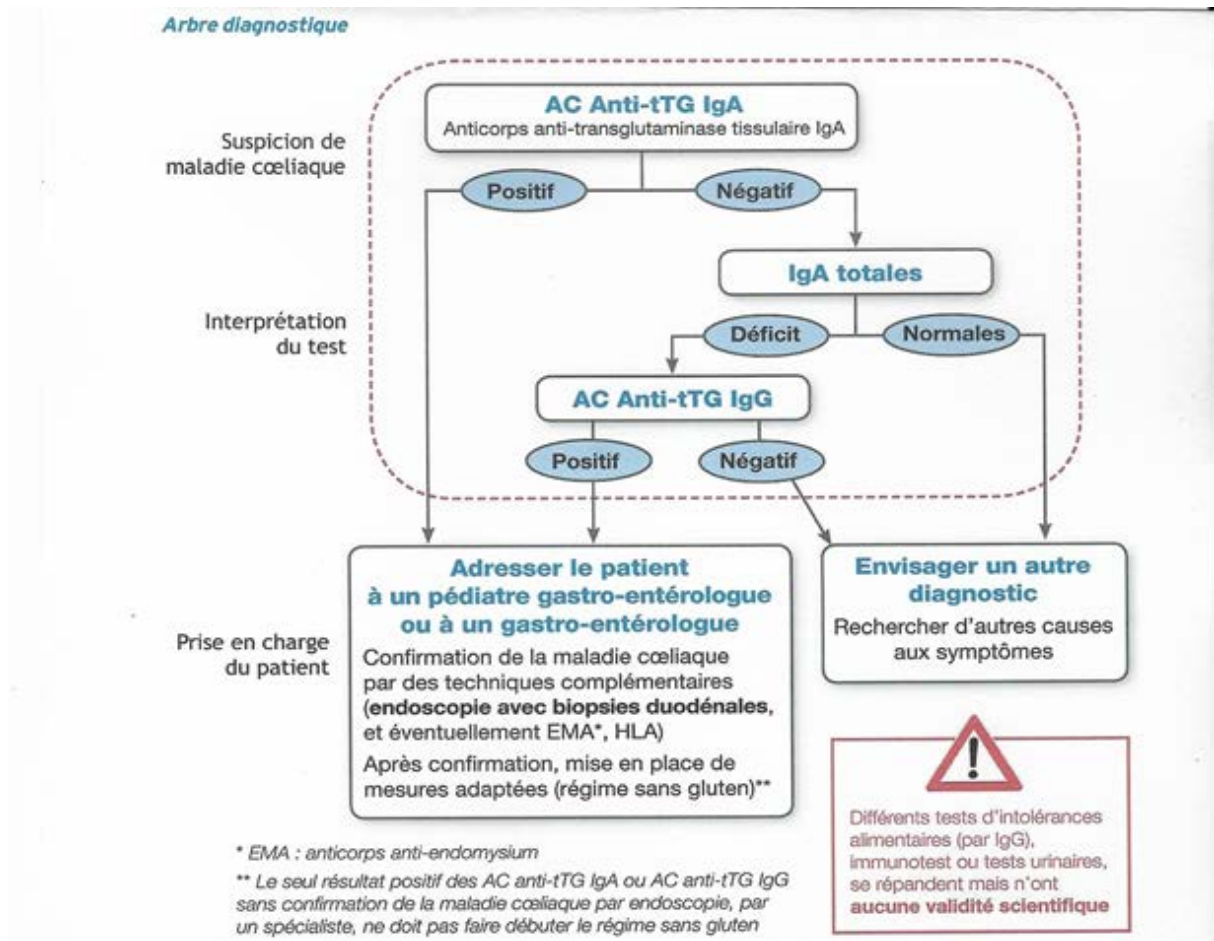 Arbre diagnostique
Suspicion de
maladie cœliaque
AC Anti-tTG IgA
Anticorps anti-transglutaminase tissulaire IgA
Positif
Négatif
IgA totales
Interprétation
du test
Déficit
Normales
AC Anti-tTG IgG
Positif
Négatif
Prise en charge
du patient
Adresser le patient
à un pédiatre gastro-entérologue
ou à un gastro-entérologue
Confirmation de la maladie cœliaque
par des techniques complémentaires
(endoscopie avec biopsies duodénales,
et éventuellement EMA*, HLA)
Après confirmation, mise en place de
mesures adaptées (régime sans gluten)**
Envisager un autre
diagnostic
Rechercher d'autres causes
aux symptômes
!
Différents tests d'intolérances
alimentaires (par IgG),
immunotest ou tests urinaires,
se répandent mais n'ont
aucune validité scientifique
* EMA : anticorps anti-endomysium
** Le seul résultat positif des AC anti-tTG IgA ou AC anti-tTG IgG
sans confirmation de la maladie cœliaque par endoscopie, par
un spécialiste, ne doit pas faire débuter le régime sans gluten